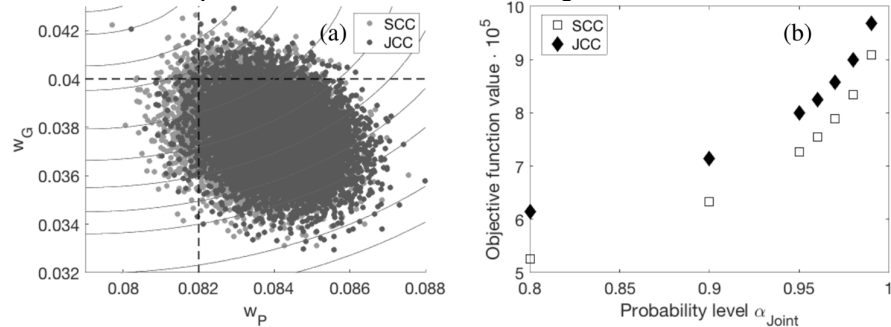 (a)
SCC
JCC
0.042
0.04
0.038
0.036
0.034
0.032
w_G
0.08
0.082
0.084
0.086
0.088
w_P
(b)
SCC
JCC
10
9
8
7
6
5
Objective function value · 10^5
0.8
0.85
0.9
0.95
1
Probability level α_Joint